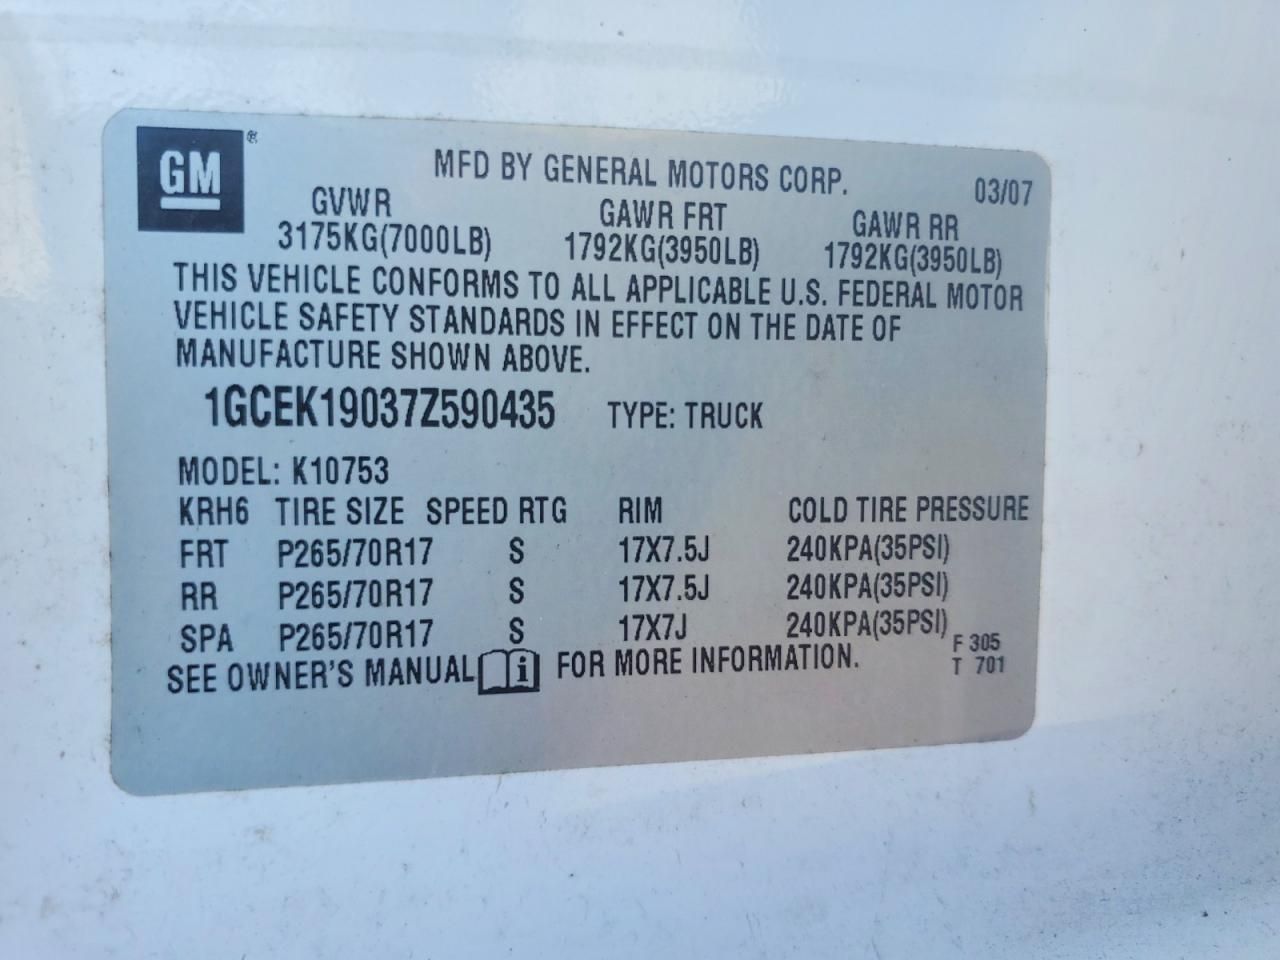 GM ®
MFD BY GENERAL MOTORS CORP. 03/07
GVWR GAWR FRT GAWR RR
3175KG(7000LB) 1792KG(3950LB) 1792KG(3950LB)
THIS VEHICLE CONFORMS TO ALL APPLICABLE U.S. FEDERAL MOTOR
VEHICLE SAFETY STANDARDS IN EFFECT ON THE DATE OF
MANUFACTURE SHOWN ABOVE.
1GCEK19037Z590435 TYPE: TRUCK
MODEL: K10753
KRH6 TIRE SIZE SPEED RTG RIM COLD TIRE PRESSURE
FRT P265/70R17 S 17X7.5J 240KPA(35PSI)
RR P265/70R17 S 17X7.5J 240KPA(35PSI)
SPA P265/70R17 S 17X7J 240KPA(35PSI)
SEE OWNER'S MANUAL i FOR MORE INFORMATION.
F 305
T 701